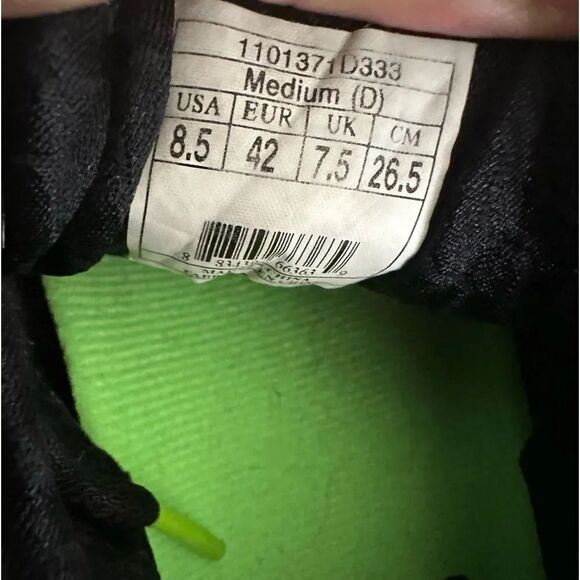 1101371D333
Medium (D)
USA EUR UK CM
8.5 42 7.5 26.5